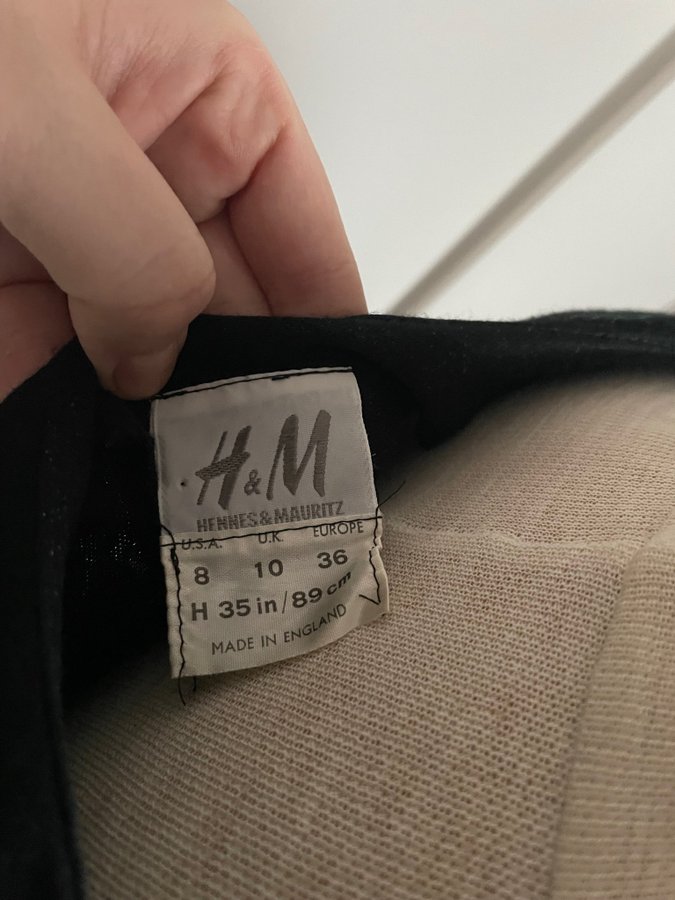 H&M
HENNES & MAURITZ
U.S.A. U.K. EUROPE
8 10 36
H 35 in/89 cm
MADE IN ENGLAND